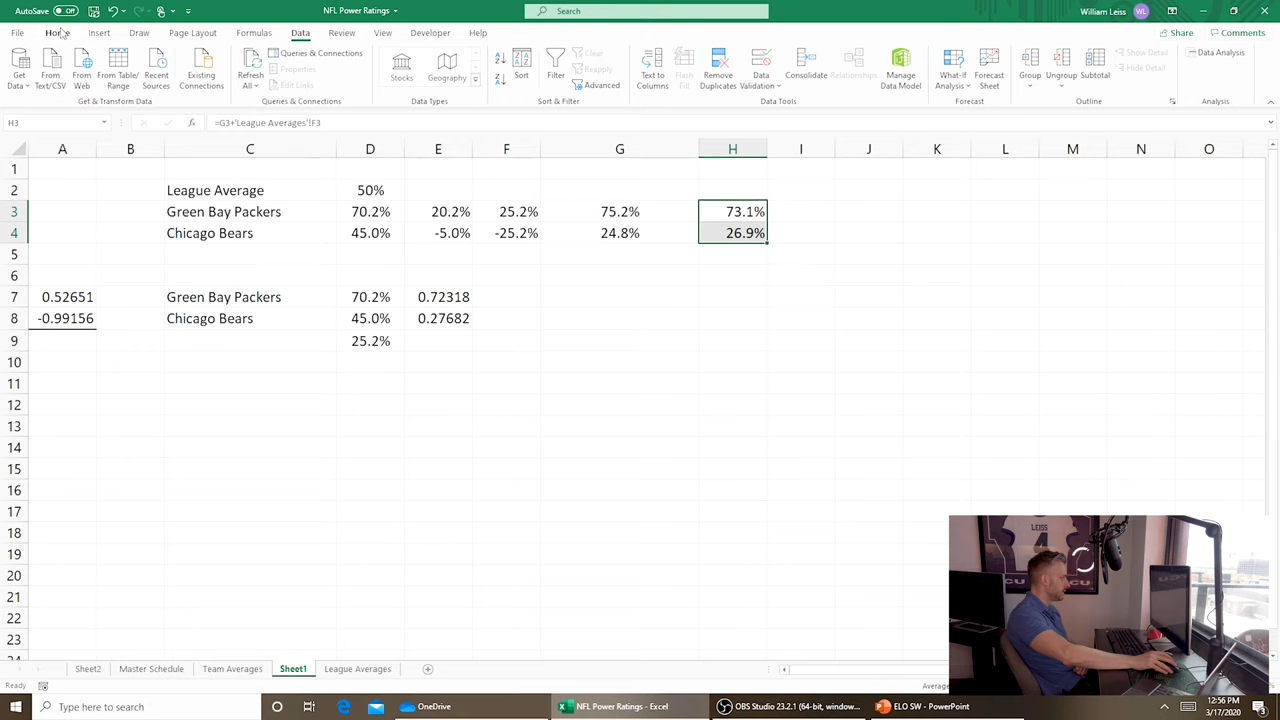 AutoSave Off NFL Power Ratings Search William Leiss WL
File Home Insert Draw Page Layout Formulas Data Review View Developer Help Share Comments
Get Data From Text/CSV From Web From Table/Range Recent Sources Existing Connections
Refresh All Queries & Connections Properties Edit Links
Stocks Geography
Sort Filter Clear Reapply Advanced
Text to Columns Flash Fill Remove Duplicates Data Validation Consolidate Relationships Manage Data Model
What-If Analysis Forecast Sheet
Group Ungroup Subtotal Show Detail Hide Detail
Data Analysis
Get & Transform Data Queries & Connections Data Types Sort & Filter Data Tools Forecast Outline Analysis
H3 fx =G3+'League Averages'!F3
A B C D E F G H I J K L M N O
1
2 League Average 50%
3 Green Bay Packers 70.2% 20.2% 25.2% 75.2% 73.1%
4 Chicago Bears 45.0% -5.0% -25.2% 24.8% 26.9%
5
6
7 0.52651 Green Bay Packers 70.2% 0.72318
8 -0.99156 Chicago Bears 45.0% 0.27682
9 25.2%
10
11
12
13
14
15
16
17
18
19
20
21
22
23
LEISS
4
Sheet2 Master Schedule Team Averages Sheet1 League Averages
Ready Average
Type here to search OneDrive NFL Power Ratings - Excel OBS Studio 23.2.1 (64-bit, window... ELO SW - PowerPoint 12:56 PM
3/17/2020